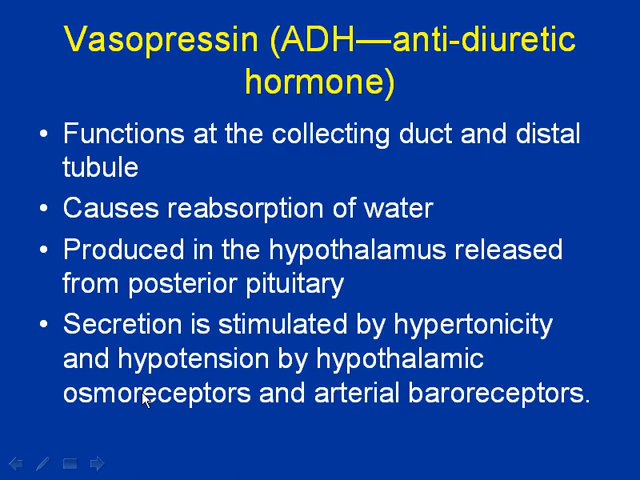 Vasopressin (ADH—anti-diuretic
hormone)
• Functions at the collecting duct and distal
tubule
• Causes reabsorption of water
• Produced in the hypothalamus released
from posterior pituitary
• Secretion is stimulated by hypertonicity
and hypotension by hypothalamic
osmoreceptors and arterial baroreceptors.